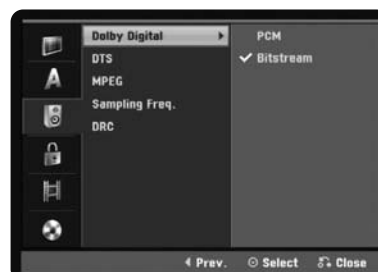 Dolby Digital
DTS
MPEG
Sampling Freq.
DRC
PCM
Bitstream
A
Prev.
Select
Close